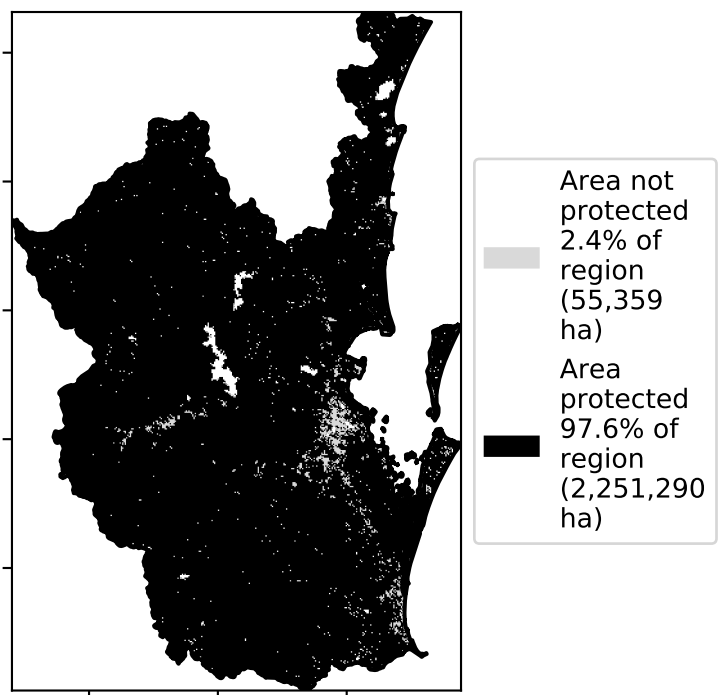 Area not
protected
2.4% of
region
(55,359
ha)
Area
protected
97.6% of
region
(2,251,290
ha)